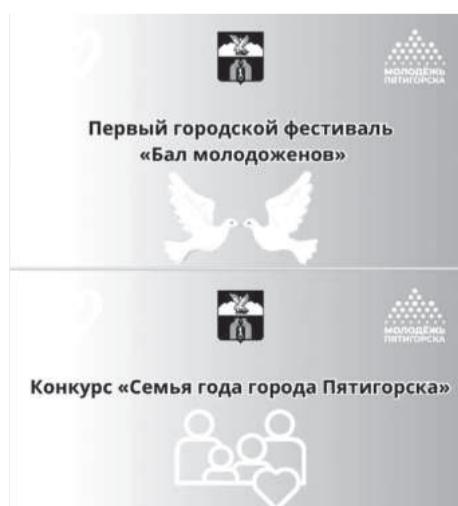 МОЛОДЁЖЬ
ПЯТИГОРСКА
Первый городской фестиваль
«Бал молодоженов»
МОЛОДЁЖЬ
ПЯТИГОРСКА
Конкурс «Семья года города Пятигорска»